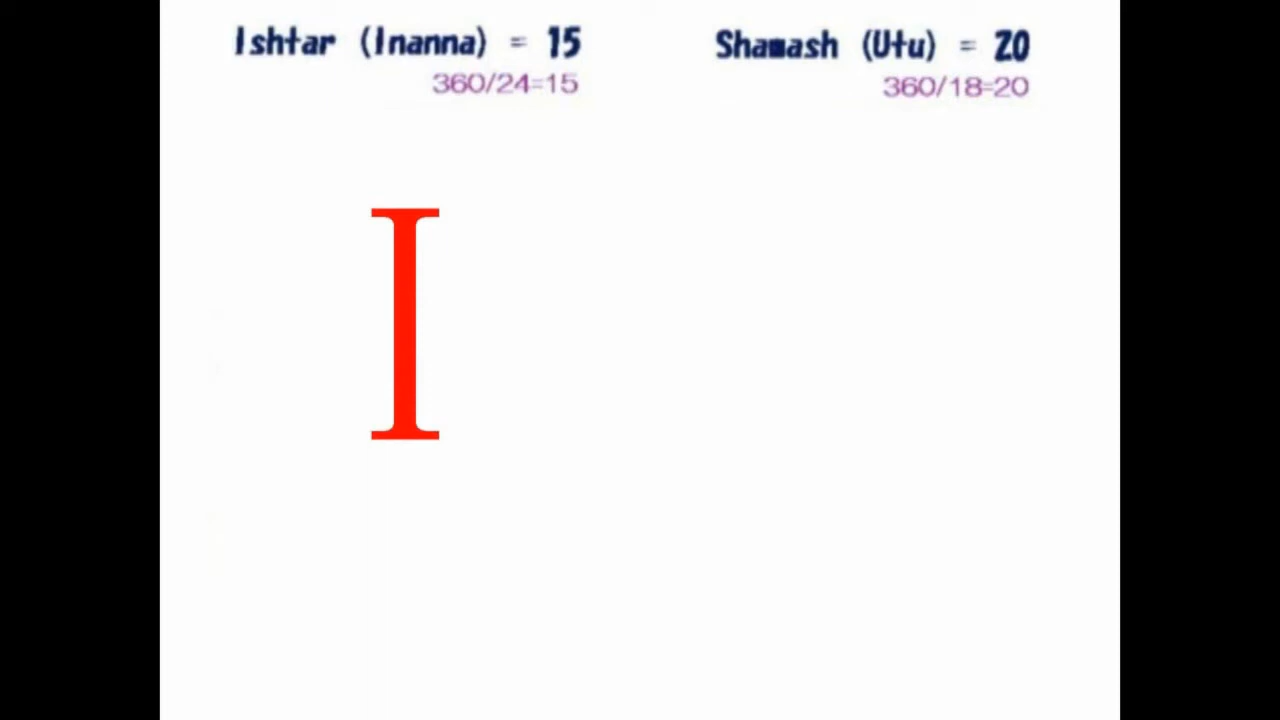 Ishtar (Inanna) = 15
360/24=15
Shamash (Utu) = 20
360/18=20
I